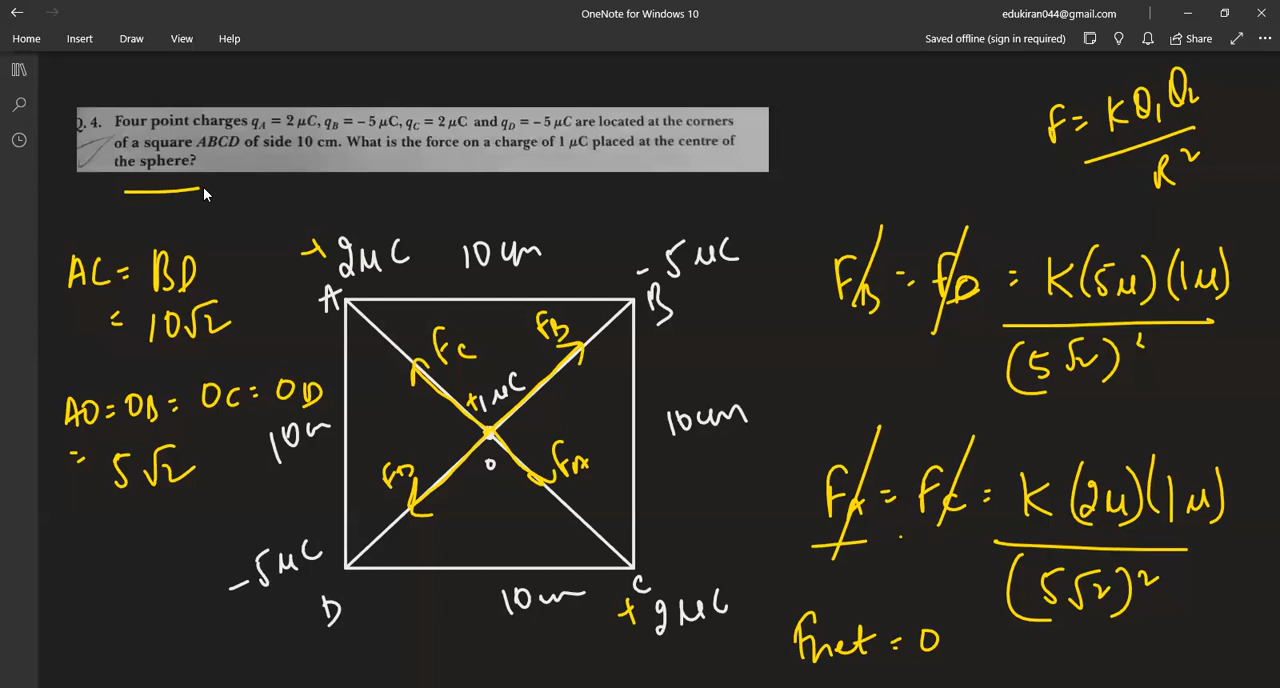 OneNote for Windows 10
edukiran044@gmail.com
Home Insert Draw View Help
Saved offline (sign in required)
Share
Q. 4. Four point charges qA = 2 μC, qB = − 5 μC, qC = 2 μC and qD = − 5 μC are located at the corners
of a square ABCD of side 10 cm. What is the force on a charge of 1 μC placed at the centre of
the sphere?
F = KQ1Q2
R2
AC = BD
= 10√2
AO = OB = OC = OD
= 5√2
+
2μC
10cm
- 5μC
A
B
FC
FB
+1μC
10cm
10cm
O
FD
FA
-5μC
D
10cm
C
+ 2μC
FB = FD = K(5μ)(1μ)
(5√2)2
FA = FC = K(2μ)(1μ)
(5√2)2
Fnet = 0